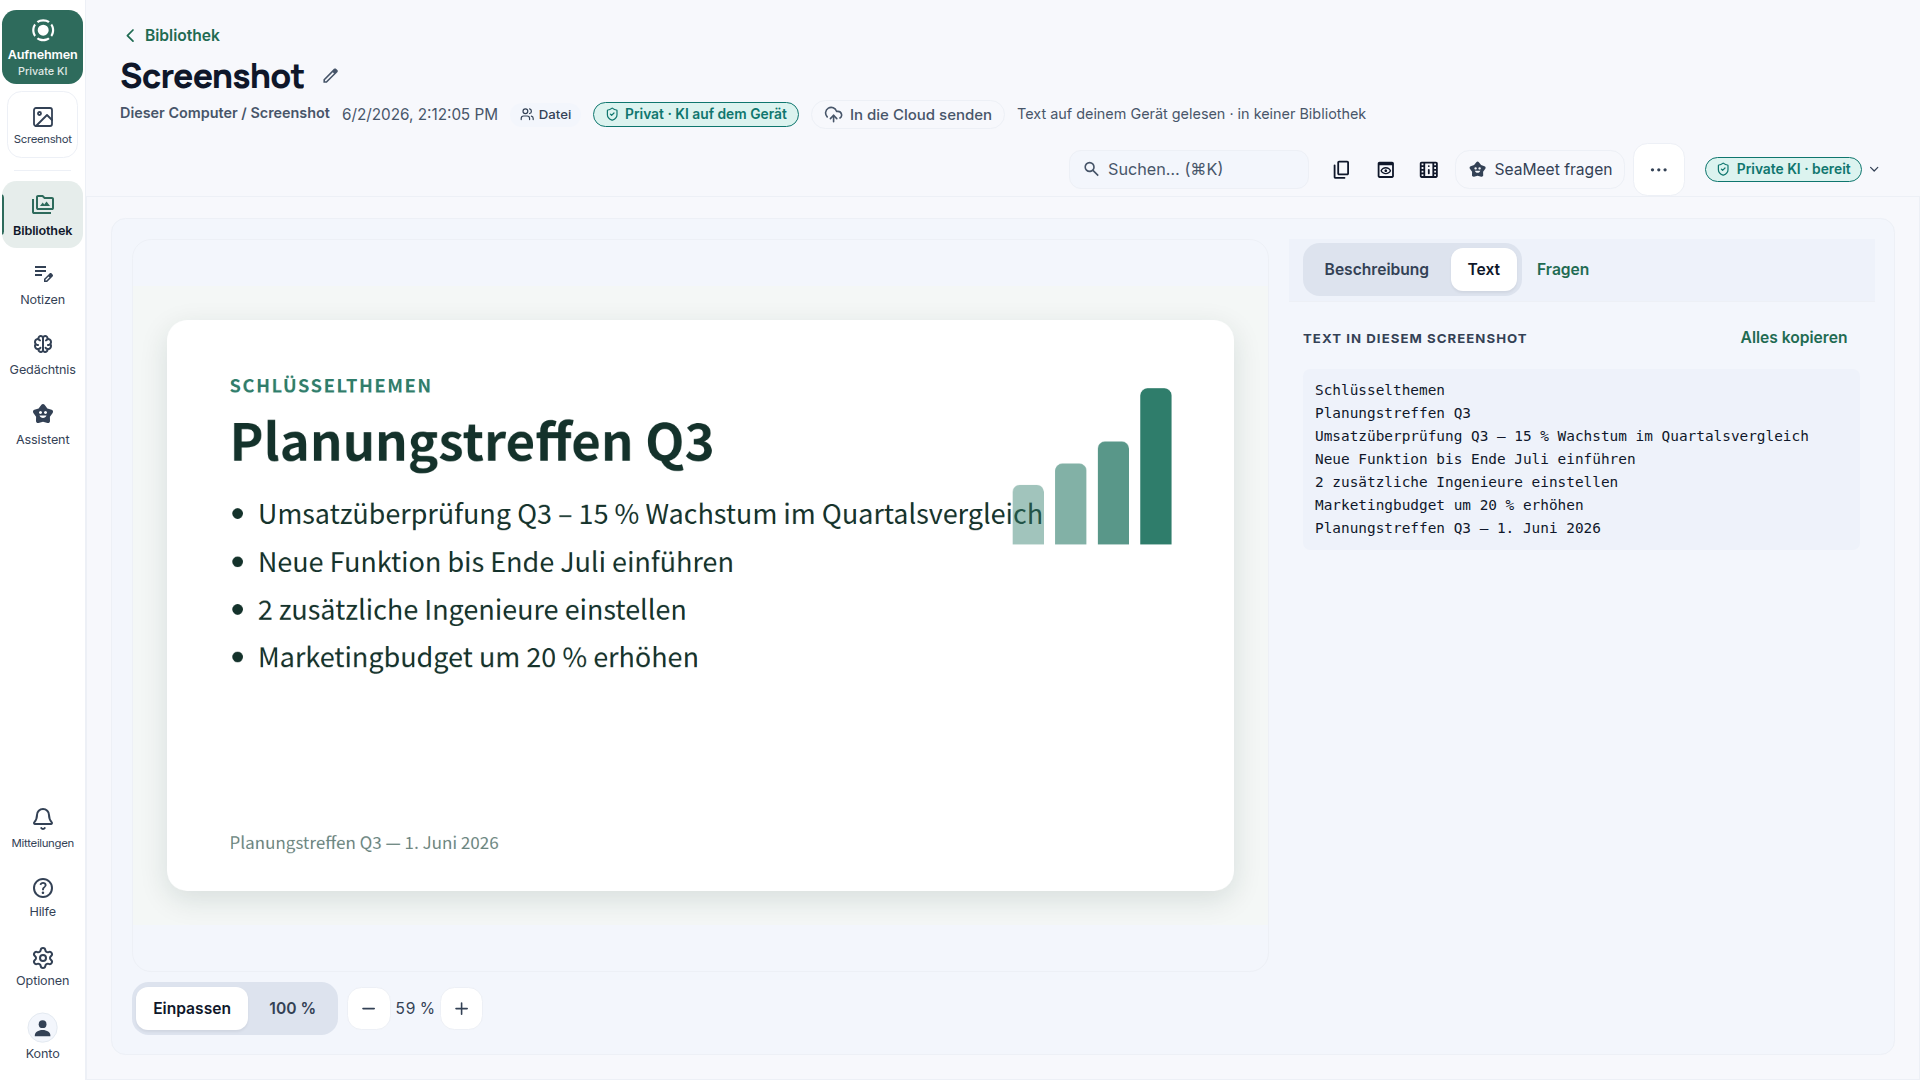 Aufnehmen
Private KI
Screenshot
Bibliothek
Notizen
Gedächtnis
Assistent
Mitteilungen
Hilfe
Optionen
Konto
Bibliothek
Screenshot
Dieser Computer / Screenshot 6/2/2026, 2:12:05 PM Datei Privat · KI auf dem Gerät In die Cloud senden Text auf deinem Gerät gelesen · in keiner Bibliothek
Suchen... (⌘K) SeaMeet fragen Private KI · bereit
SCHLÜSSELTHEMEN
Planungstreffen Q3
• Umsatzüberprüfung Q3 – 15 % Wachstum im Quartalsvergleich
• Neue Funktion bis Ende Juli einführen
• 2 zusätzliche Ingenieure einstellen
• Marketingbudget um 20 % erhöhen
Planungstreffen Q3 — 1. Juni 2026
Einpassen 100 % 59 %
Beschreibung Text Fragen
TEXT IN DIESEM SCREENSHOT Alles kopieren
Schlüsselthemen
Planungstreffen Q3
Umsatzüberprüfung Q3 – 15 % Wachstum im Quartalsvergleich
Neue Funktion bis Ende Juli einführen
2 zusätzliche Ingenieure einstellen
Marketingbudget um 20 % erhöhen
Planungstreffen Q3 — 1. Juni 2026